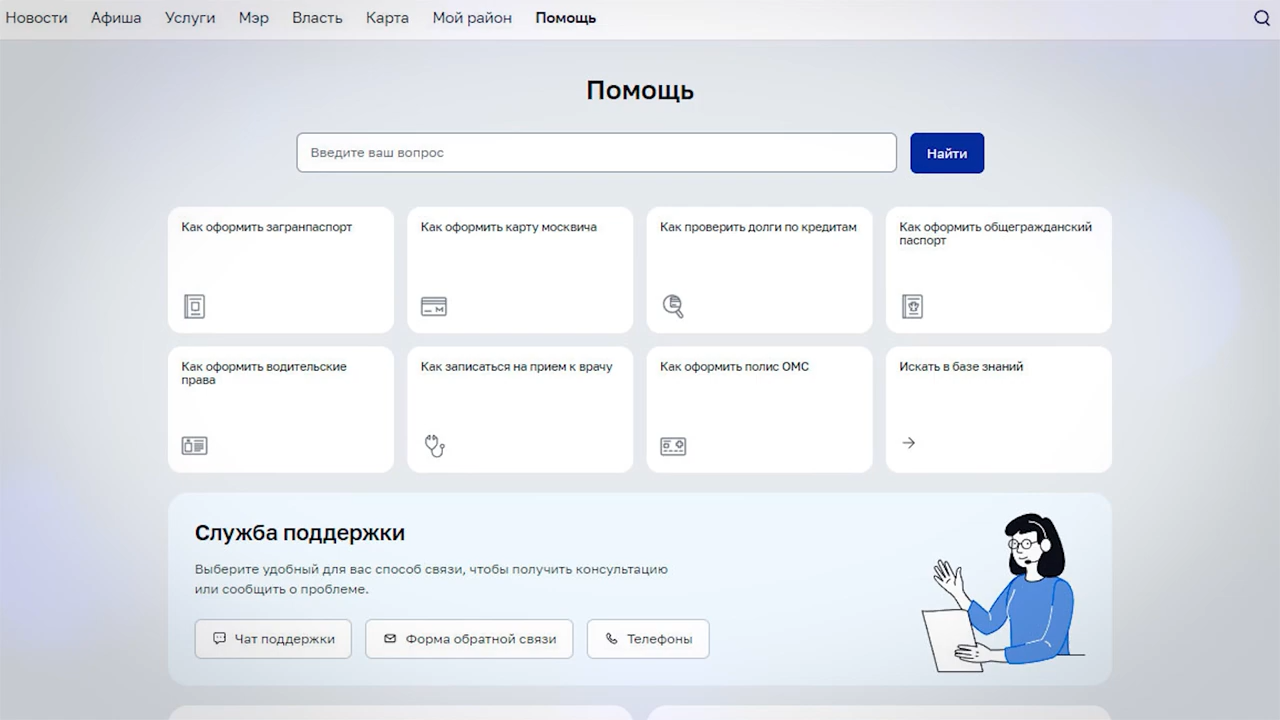 Новости Афиша Услуги Мэр Власть Карта Мой район Помощь
Помощь
Введите ваш вопрос
Найти
Как оформить загранпаспорт
Как оформить карту москвича
Как проверить долги по кредитам
Как оформить общегражданский
паспорт
Как оформить водительские
права
Как записаться на прием к врачу
Как оформить полис ОМС
Искать в базе знаний
Служба поддержки
Выберите удобный для вас способ связи, чтобы получить консультацию
или сообщить о проблеме.
Чат поддержки
Форма обратной связи
Телефоны